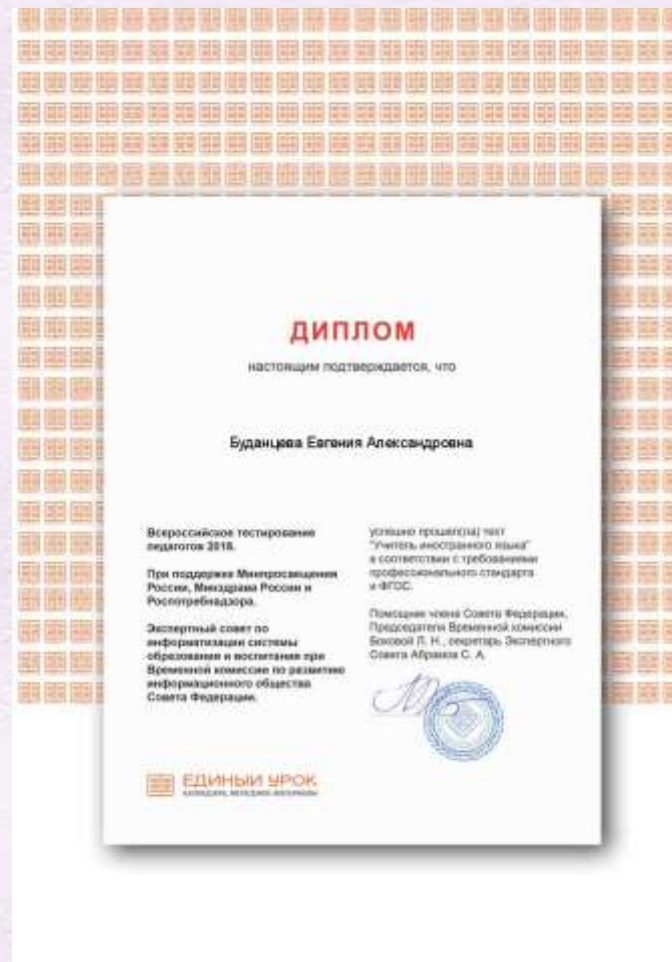 ДИПЛОМ
настоящим подтверждается, что
Буданцева Евгения Александровна
Всероссийское тестирование
педагогов 2018.
При поддержке Минпросвещения
России, Минздрава России и
Роспотребнадзора.
Экспертный совет по
информатизации системы
образования и воспитания при
Временной комиссии по развитию
информационного общества
Совета Федерации.
успешно прошел(ла) тест
"Учитель иностранного языка"
в соответствии с требованиями
профессионального стандарта
и ФГОС.
Помощник члена Совета Федерации,
Председателя Временной комиссии
Боковой Л. Н., секретарь Экспертного
Совета Абрамов С. А.
ЕДИНЫЙ УРОК
КАЛЕНДАРЬ, МЕТОДИКИ, МАТЕРИАЛЫ